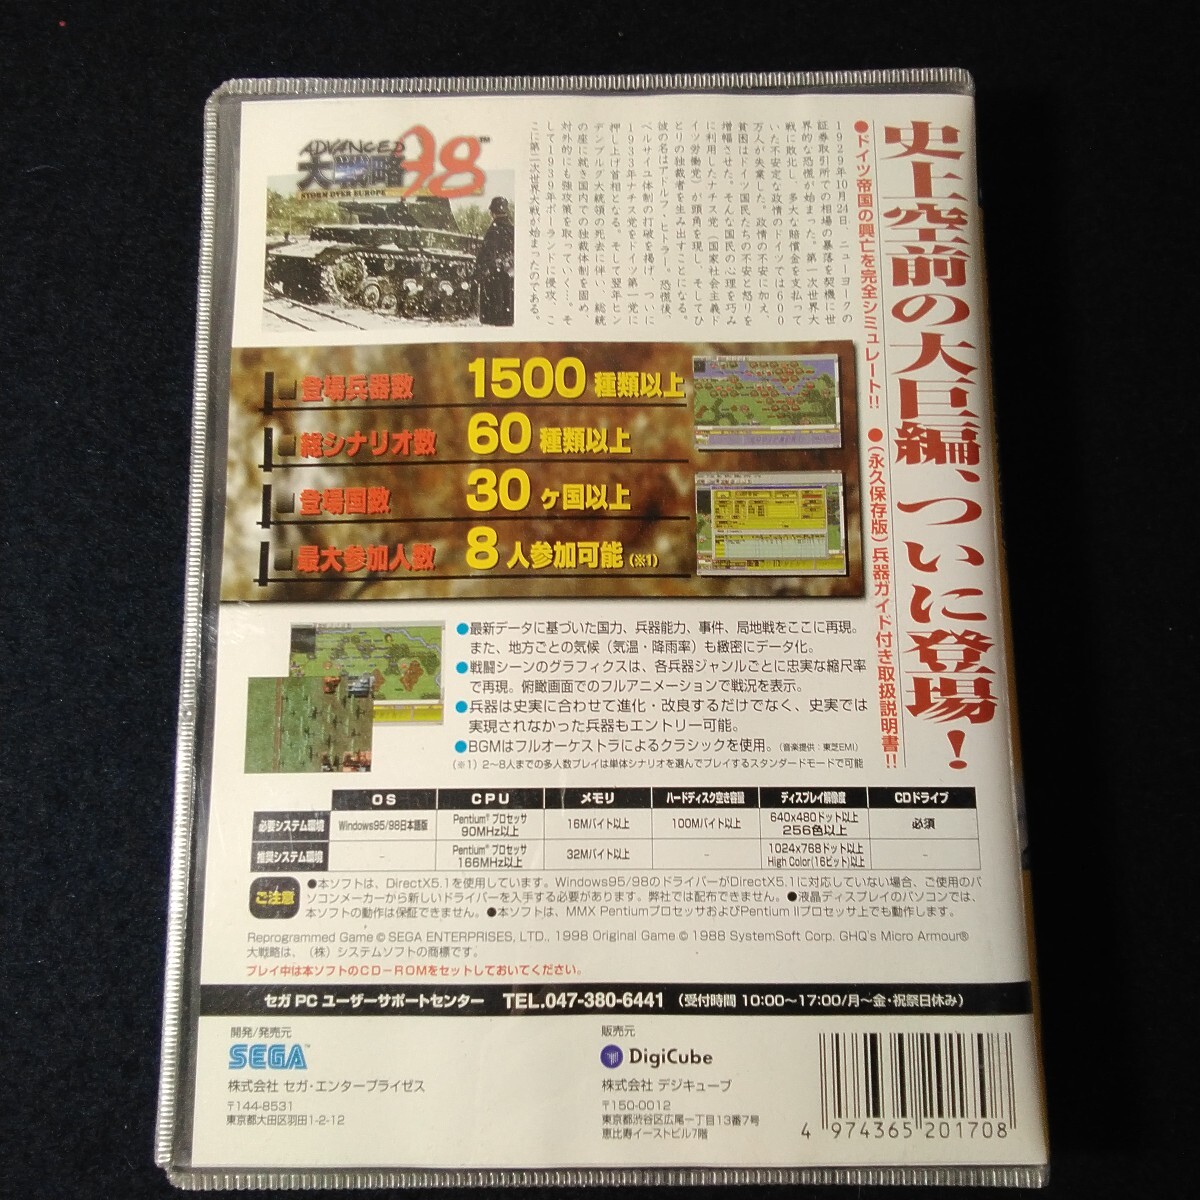 史上空前の大巨編、ついに登場!
●ドイツ帝国の興亡を完全シミュレート!! ●(永久保存版)兵器ガイド付き取扱説明書!!
1929年10月24日 ニューヨークの
証券取引所での相場の暴落を契機に世
界的な恐慌が始まった。第一次世界大
戦に敗北し、多大な賠償金を支払って
いた不安定な政情のドイツでは600
万人が失業した。政情の不安に加え、
貧困はドイツ国民たちの不安と怒りを
増幅させた。そんな国民の心理を巧み
に利用したナチス党(国家社会主義ド
イツ労働党)が頭角を現し、そしてひ
とりの独裁者を生み出すことになる。
彼の名はアドルフ・ヒトラー。恐慌後、
ベルサイユ体制の打破を掲げ、ついに
1933年ナチス党をドイツ第一党に
押し上げ首相となる。そして翌年ヒン
デンブルグ大統領の死去に伴い、総統
の座に就き国内での独裁体制を固め、
対外的にも強攻策を取っていく…。そ
して1939年ポーランドに侵攻、こ
こに第二次世界大戦が始まったのである。
ADVANCED
大戦略98™
STORM OVER EUROPE
■登場兵器数 1500種類以上
■総シナリオ数 60種類以上
■登場国数 30ヶ国以上
■最大参加人数 8人参加可能(※1)
●最新データに基づいた国力、兵器能力、事件、局地戦をここに再現。
また、地方ごとの気候(気温・降雨率)も緻密にデータ化。
●戦闘シーンのグラフィクスは、各兵器ジャンルごとに忠実な縮尺率
で再現。俯瞰画面でのフルアニメーションで戦況を表示。
●兵器は史実に合わせて進化・改良するだけでなく、史実では
実現されなかった兵器もエントリー可能。
●BGMはフルオーケストラによるクラシックを使用。(音楽提供:東芝EMI)
(※1)2〜8人までの多人数プレイは単体シナリオを選んでプレイするスタンダードモードで可能
OS CPU メモリ ハードディスク空き容量 ディスプレイ解像度 CDドライブ
必要システム環境 Windows95/98日本語版 Pentium®プロセッサ 90MHz以上 16Mバイト以上 100Mバイト以上 640x480ドット以上 256色以上 必須
推奨システム環境 - Pentium®プロセッサ 166MHz以上 32Mバイト以上 - 1024x768ドット以上 High Color(16ビット)以上 -
ご注意
●本ソフトは、DirectX5.1を使用しています。Windows95/98のドライバーがDirectX5.1に対応していない場合、ご使用のパ
ソコンメーカーから新しいドライバーを入手する必要があります。弊社では配布できません。●液晶ディスプレイのパソコンでは、
本ソフトの動作は保証できません。●本ソフトは、MMX PentiumプロセッサおよびPentium IIプロセッサ上でも動作します。
Reprogrammed Game © SEGA ENTERPRISES, LTD., 1998 Original Game © 1988 SystemSoft Corp. GHQ's Micro Armour®
大戦略は、(株)システムソフトの商標です。
プレイ中は本ソフトのCD-ROMをセットしておいてください。
セガPCユーザーサポートセンター TEL.047-380-6441 (受付時間 10:00〜17:00/月〜金・祝祭日休み)
開発/発売元
SEGA™
株式会社 セガ・エンタープライゼス
〒144-8531
東京都大田区羽田1-2-12
販売元
DigiCube
株式会社 デジキューブ
〒150-0012
東京都渋谷区広尾一丁目13番7号
恵比寿イーストビル7階
4 974365 201708